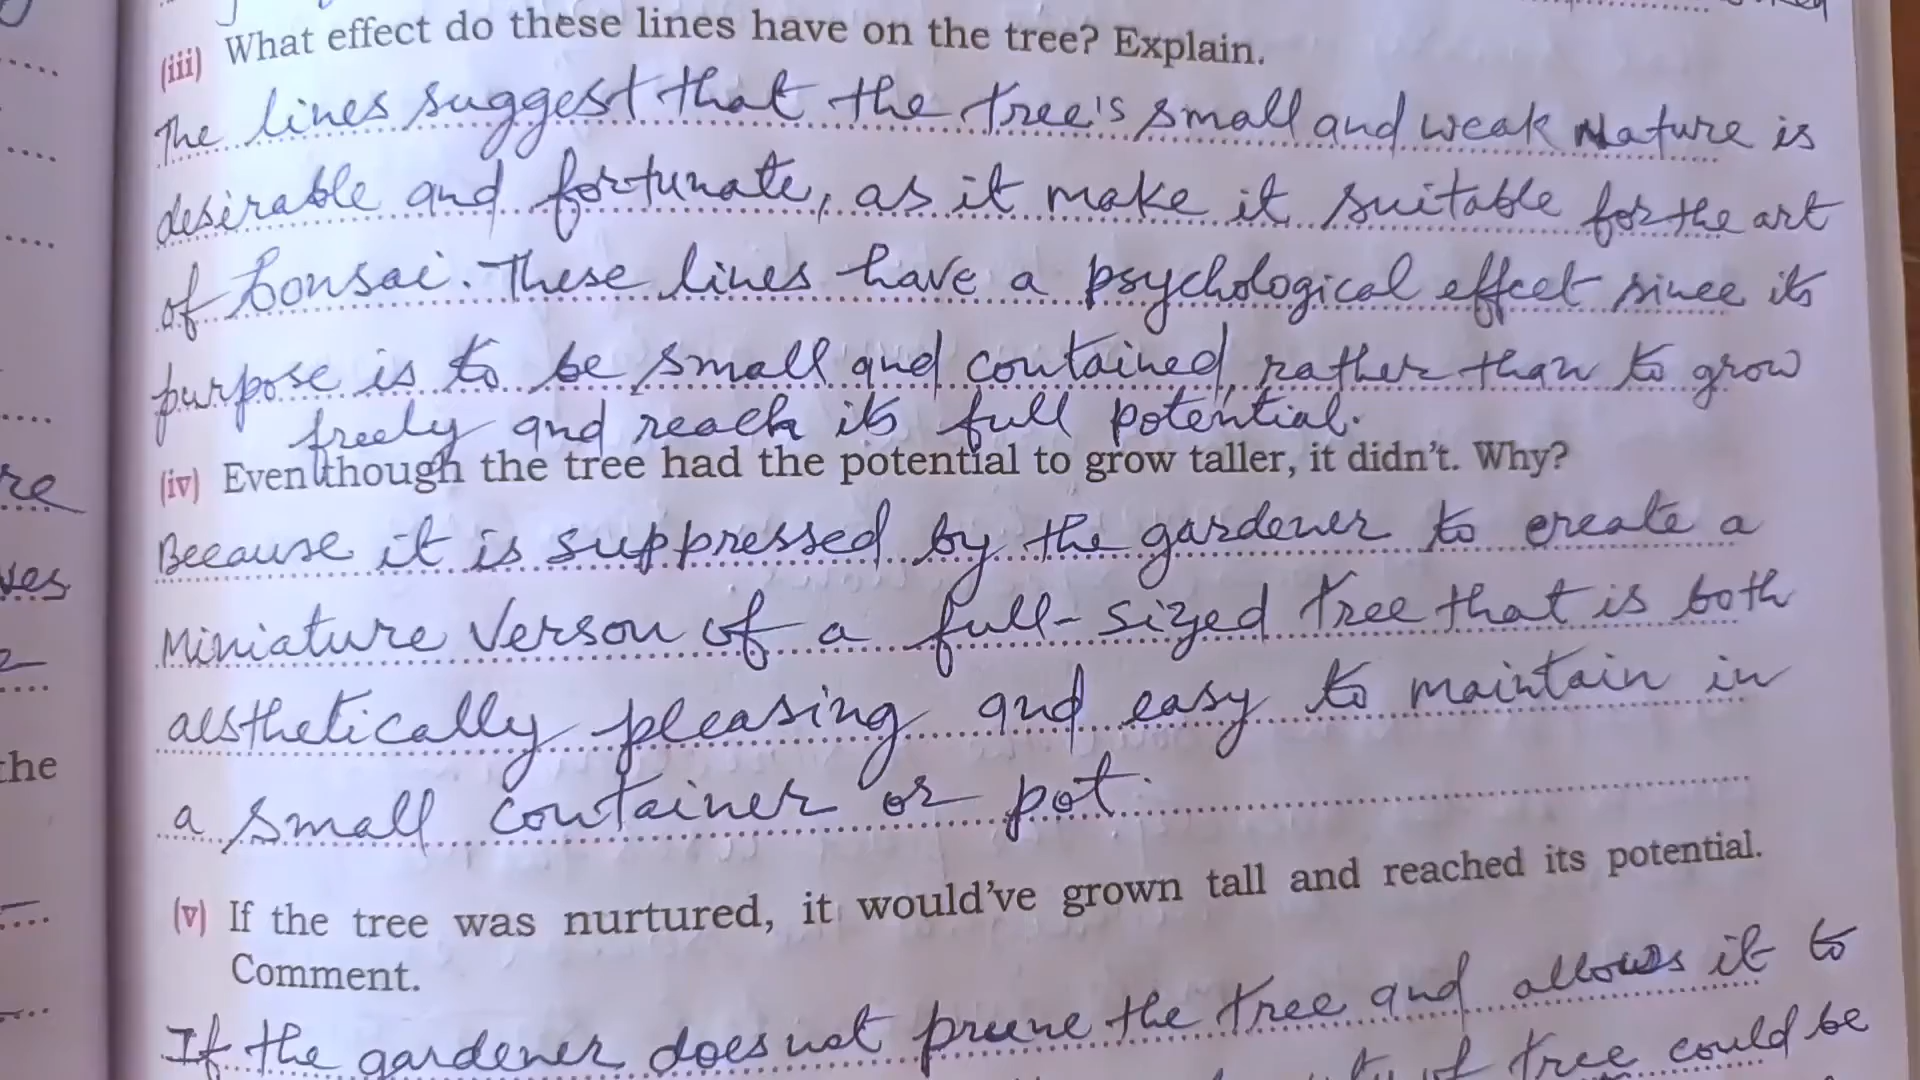 (iii) What effect do these lines have on the tree? Explain.
The lines suggest that the tree's small and weak Nature is
desirable and fortunate, as it make it suitable for the art
of bonsai. These lines have a psychological effect since its
purpose is to be small and contained, rather than to grow
freely and reach its full potential.
(iv) Even though the tree had the potential to grow taller, it didn't. Why?
Because it is suppressed by the gardener to create a
Miniature Verson of a full-sized tree that is both
aesthetically pleasing and easy to maintain in
a small container or pot.
(v) If the tree was nurtured, it would've grown tall and reached its potential.
Comment.
If the gardener does not prune the tree and allows it to
of tree could be
re
ves
the